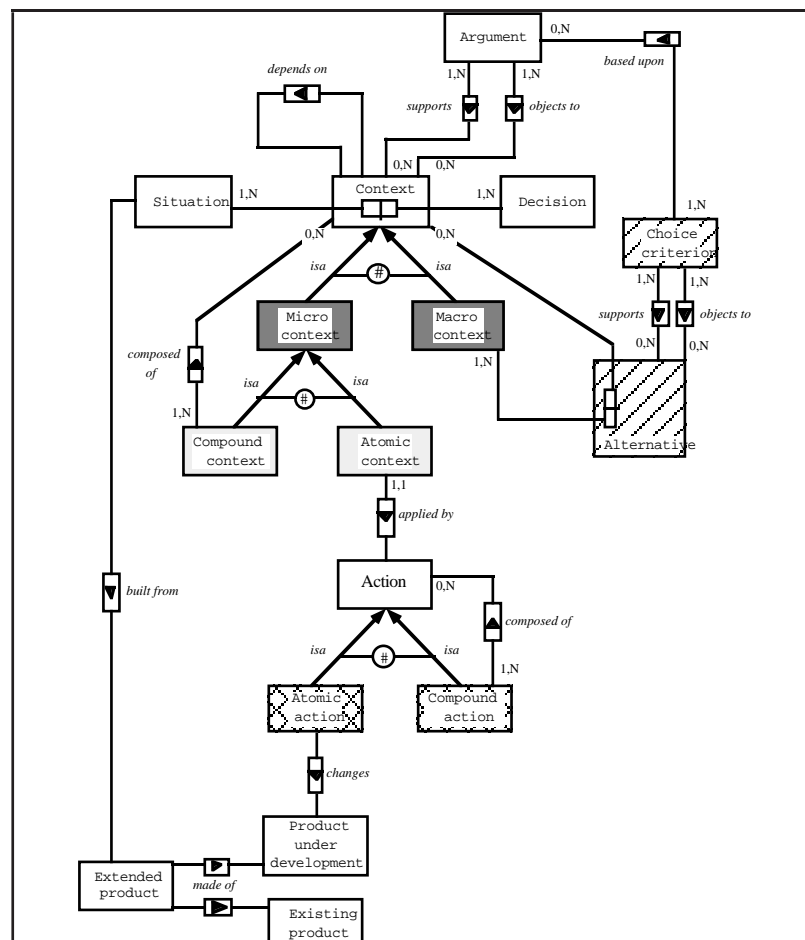 0,N
Argument
based upon
depends on
1,N
1,N
supports
objects to
0,N
0,N
Situation
1,N
Context
1,N
Decision
1,N
0,N
0,N
Choice
criterion
isa
#
isa
1,N
1,N
Micro
context
Macro
context
supports
objects to
composed
of
0,N
0,N
isa
#
isa
1,N
1,N
Compound
context
Atomic
context
Alternative
1,1
applied by
Action
0,N
built from
composed of
isa
#
isa
1,N
Atomic
action
Compound
action
changes
Product
under
development
Extended
product
made of
Existing
product